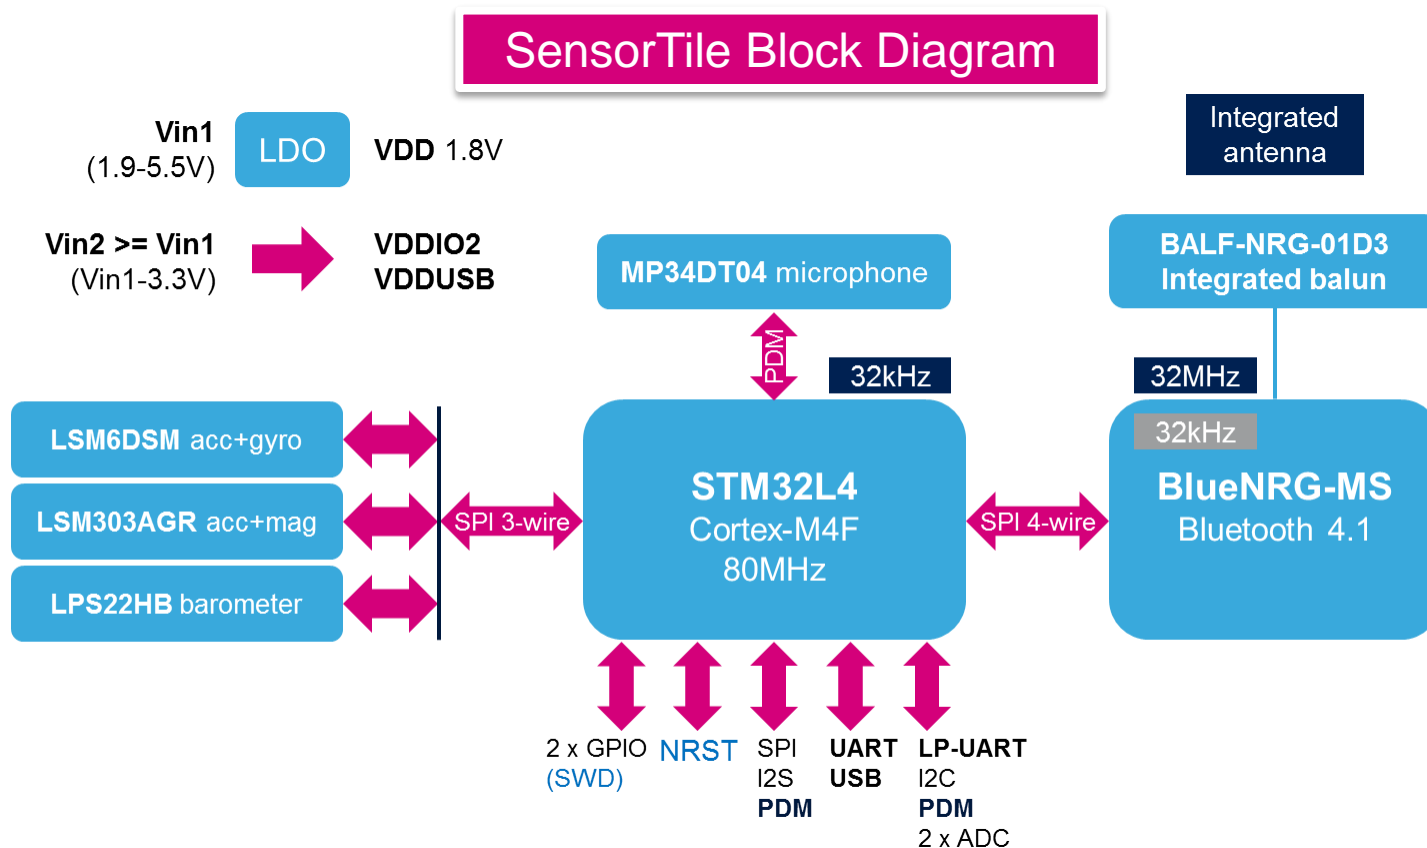 SensorTile Block Diagram
Vin1
(1.9-5.5V)
LDO
VDD 1.8V
Integrated
antenna
Vin2 >= Vin1
(Vin1-3.3V)
VDDIO2
VDDUSB
MP34DT04 microphone
BALF-NRG-01D3
Integrated balun
PDM
32kHz
32MHz
32kHz
LSM6DSM acc+gyro
LSM303AGR acc+mag
LPS22HB barometer
SPI 3-wire
STM32L4
Cortex-M4F
80MHz
SPI 4-wire
BlueNRG-MS
Bluetooth 4.1
2 x GPIO
(SWD)
NRST
SPI
I2S
PDM
UART
USB
LP-UART
I2C
PDM
2 x ADC